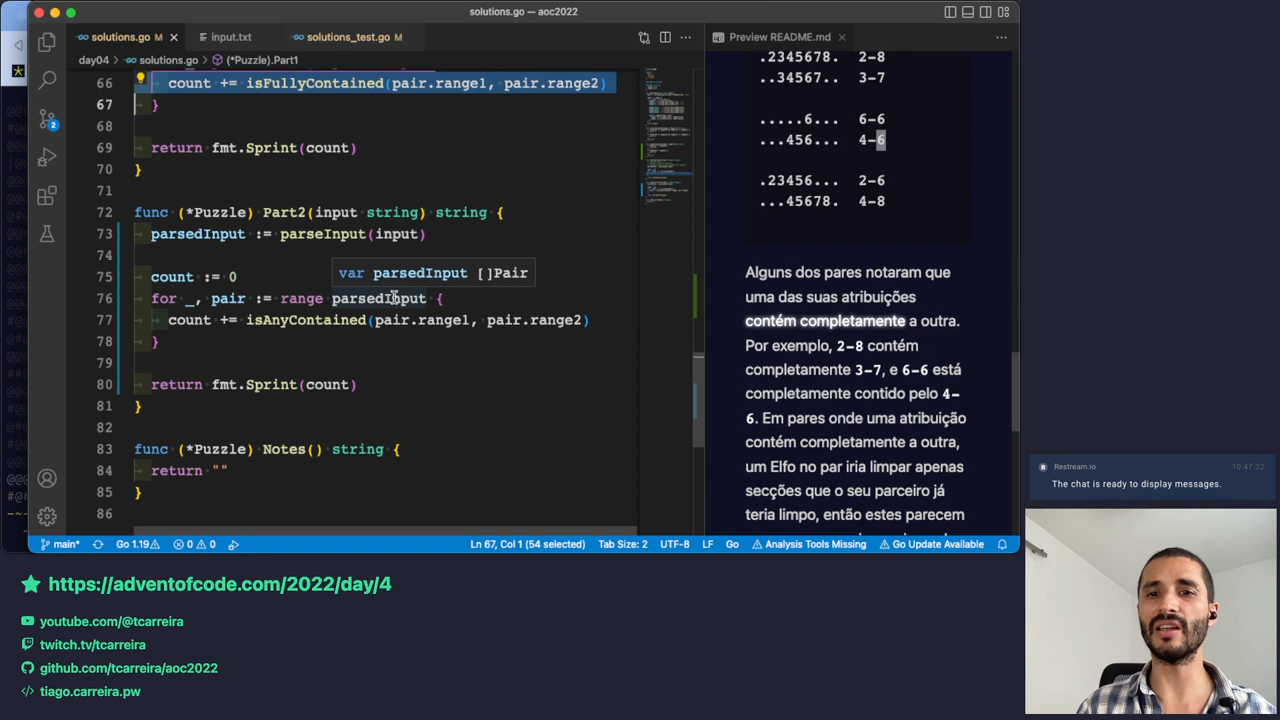 solutions.go — aoc2022
solutions.go M
input.txt
solutions_test.go M
Preview README.md
day04 > solutions.go > (*Puzzle).Part1
66 count += isFullyContained(pair.range1, pair.range2)
67 }
68
69 return fmt.Sprint(count)
70 }
71
72 func (*Puzzle) Part2(input string) string {
73 parsedInput := parseInput(input)
74
var parsedInput []Pair
75 count := 0
76 for _, pair := range parsedInput {
77 count += isAnyContained(pair.range1, pair.range2)
78 }
79
80 return fmt.Sprint(count)
81 }
82
83 func (*Puzzle) Notes() string {
84 return ""
85 }
86
.2345678. 2-8
..34567.. 3-7
.....6... 6-6
...456... 4-6
.23456... 2-6
...45678. 4-8
Alguns dos pares notaram que
uma das suas atribuições
contém completamente a outra.
Por exemplo, 2-8 contém
completamente 3-7, e 6-6 está
completamente contido pelo 4-
6. Em pares onde uma atribuição
contém completamente a outra,
um Elfo no par iria limpar apenas
secções que o seu parceiro já
teria limpo, então estes parecem
2
main* Go 1.19 0 0 Ln 67, Col 1 (54 selected) Tab Size: 2 UTF-8 LF Go Analysis Tools Missing Go Update Available
Restream.io 10:47:32
The chat is ready to display messages.
https://adventofcode.com/2022/day/4
youtube.com/@tcarreira
twitch.tv/tcarreira
github.com/tcarreira/aoc2022
</> tiago.carreira.pw